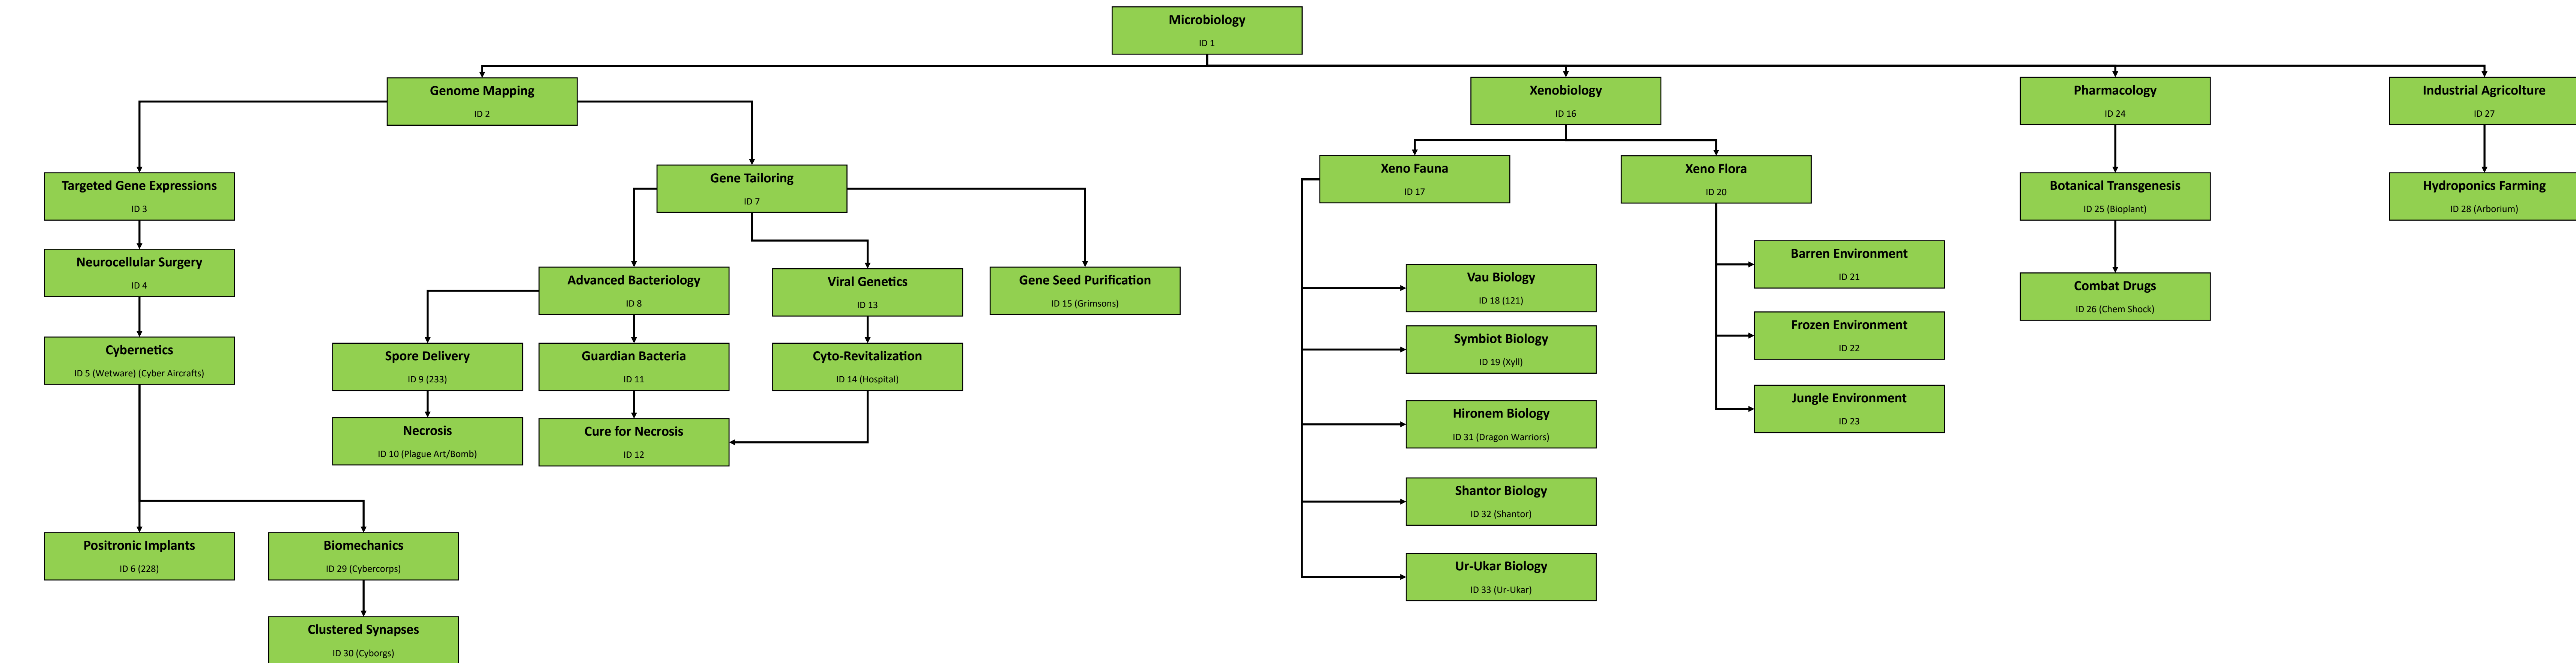 Microbiology
ID 1
Genome Mapping
ID 2
Xenobiology
ID 16
Pharmacology
ID 24
Industrial Agricolture
ID 27
Targeted Gene Expressions
ID 3
Gene Tailoring
ID 7
Xeno Fauna
ID 17
Xeno Flora
ID 20
Botanical Transgenesis
ID 25 (Bioplant)
Hydroponics Farming
ID 28 (Arborium)
Neurocellular Surgery
ID 4
Advanced Bacteriology
ID 8
Viral Genetics
ID 13
Gene Seed Purification
ID 15 (Grimsons)
Vau Biology
ID 18 (121)
Barren Environment
ID 21
Combat Drugs
ID 26 (Chem Shock)
Cybernetics
ID 5 (Wetware) (Cyber Aircrafts)
Spore Delivery
ID 9 (233)
Guardian Bacteria
ID 11
Cyto-Revitalization
ID 14 (Hospital)
Symbiot Biology
ID 19 (Xyll)
Frozen Environment
ID 22
Necrosis
ID 10 (Plague Art/Bomb)
Cure for Necrosis
ID 12
Hironem Biology
ID 31 (Dragon Warriors)
Jungle Environment
ID 23
Shantor Biology
ID 32 (Shantor)
Positronic Implants
ID 6 (228)
Biomechanics
ID 29 (Cybercorps)
Ur-Ukar Biology
ID 33 (Ur-Ukar)
Clustered Synapses
ID 30 (Cyborgs)